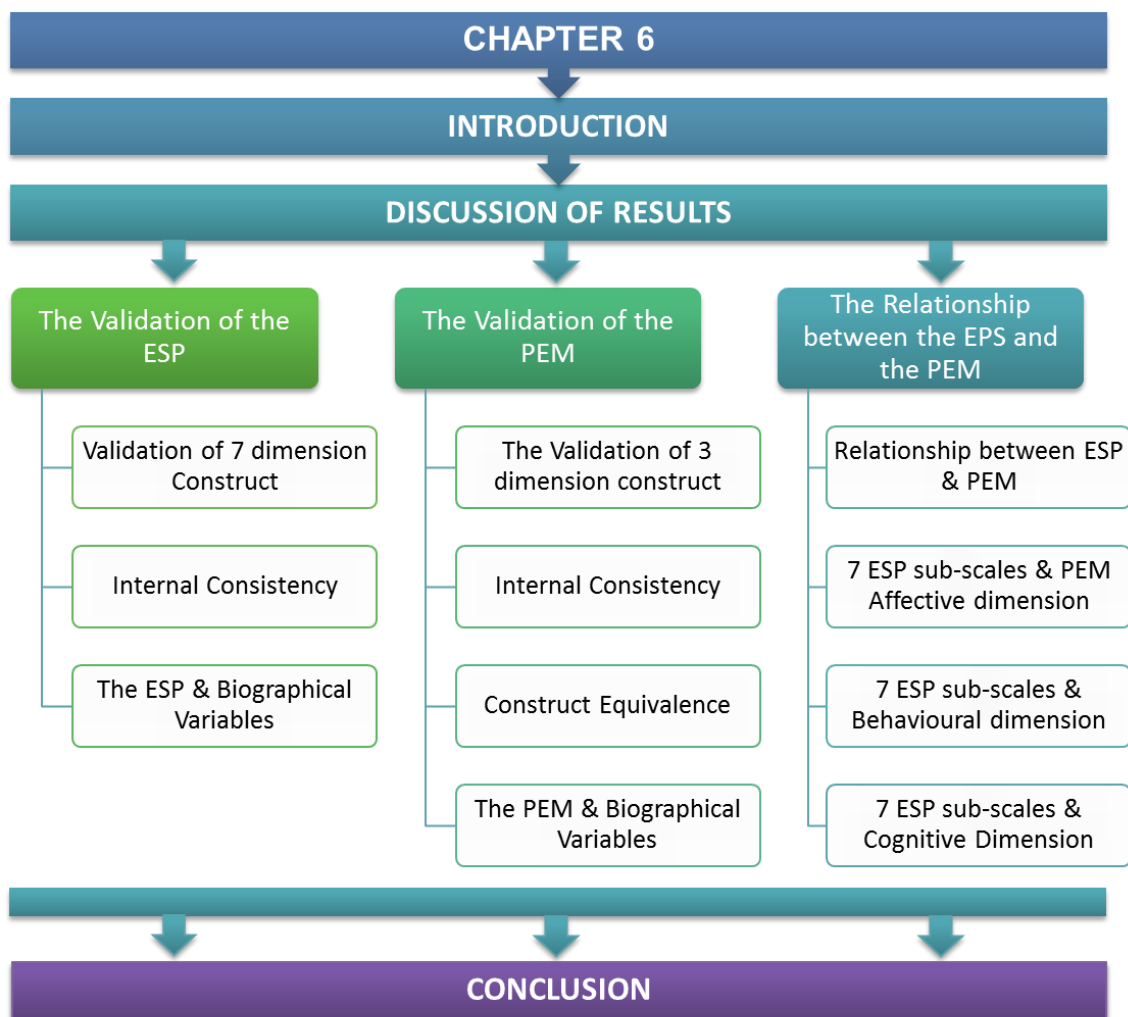 CHAPTER 6
INTRODUCTION
DISCUSSION OF RESULTS
The Validation of the
ESP
Validation of 7 dimension
Construct
Internal Consistency
The ESP & Biographical
Variables
The Validation of the
PEM
The Validation of 3
dimension construct
Internal Consistency
Construct Equivalence
The PEM & Biographical
Variables
The Relationship
between the EPS and
the PEM
Relationship between ESP
& PEM
7 ESP sub-scales & PEM
Affective dimension
7 ESP sub-scales &
Behavioural dimension
7 ESP sub-scales &
Cognitive Dimension
CONCLUSION